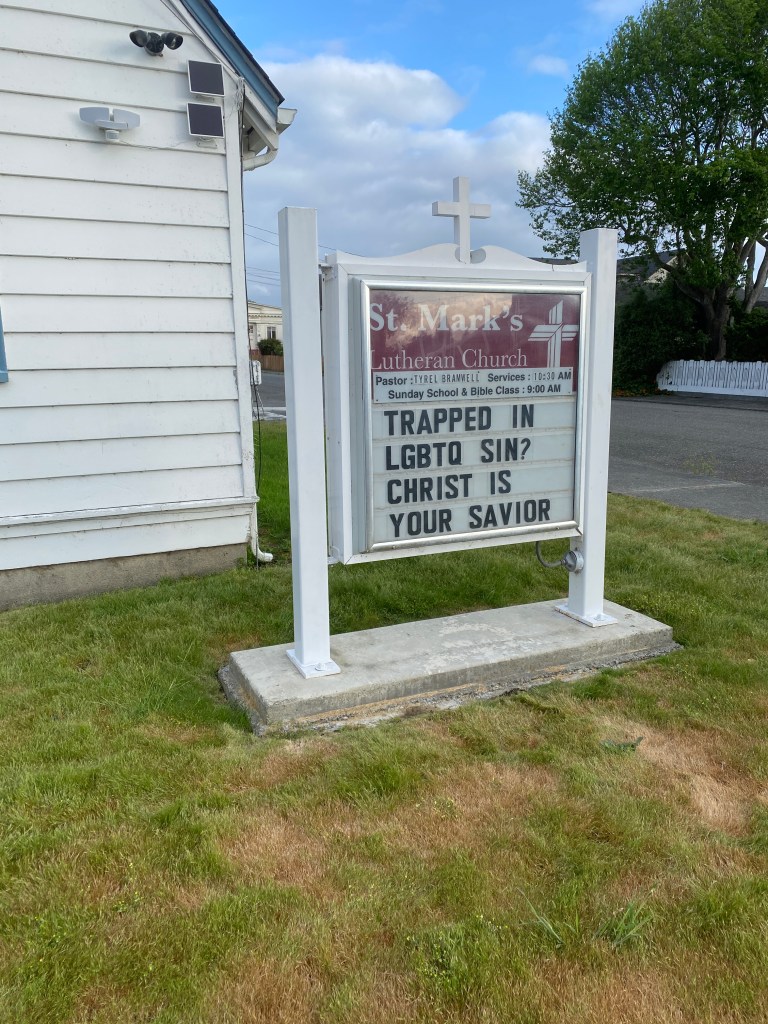 St. Mark's
Lutheran Church
Pastor : TYREL BRAMWELL Services : 10:30 AM
Sunday School & Bible Class : 9:00 AM
TRAPPED IN
LGBTQ SIN?
CHRIST IS
YOUR SAVIOR